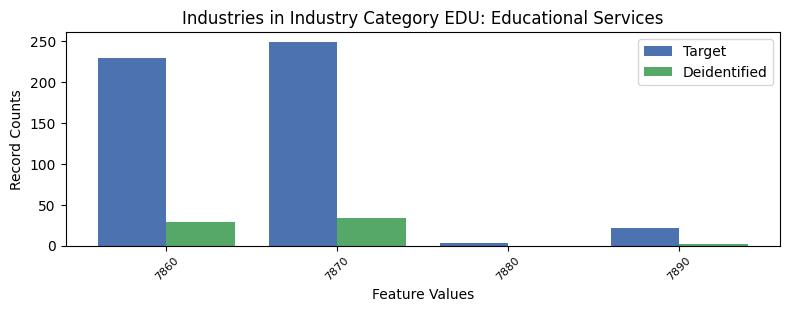 Industries in Industry Category EDU: Educational Services
Target
Deidentified
Record Counts
250
200
150
100
50
0
7860
7870
7880
7890
Feature Values